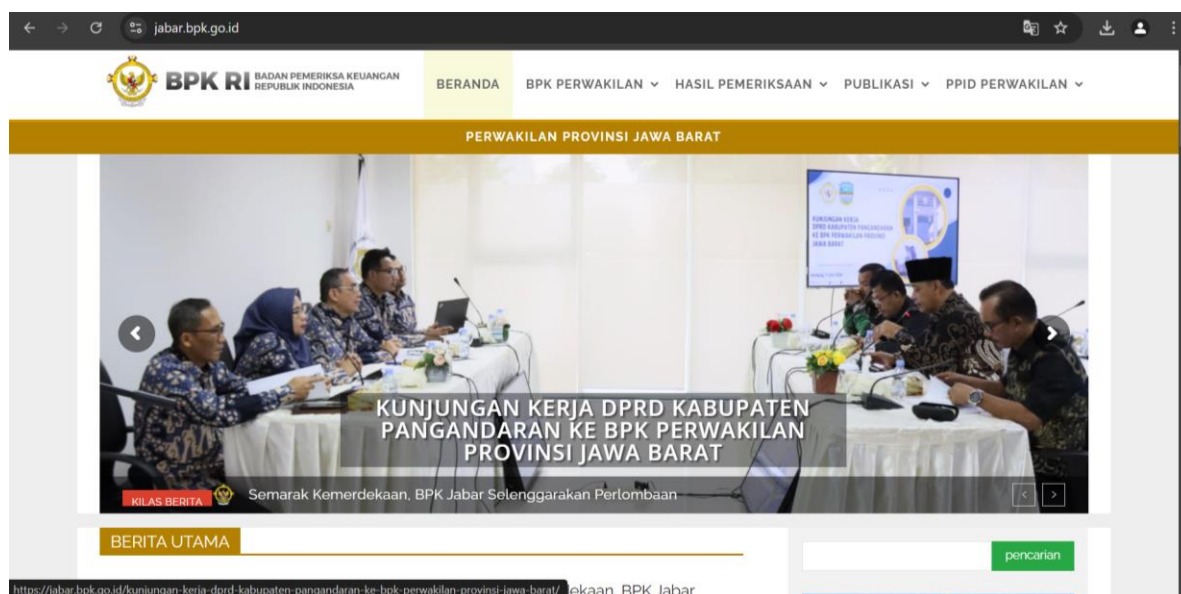 jabar.bpk.go.id
BPK RI
BADAN PEMERIKSA KEUANGAN
REPUBLIK INDONESIA
BERANDA
BPK PERWAKILAN
HASIL PEMERIKSAAN
PUBLIKASI
PPID PERWAKILAN
PERWAKILAN PROVINSI JAWA BARAT
KUNJUNGAN KERJA
DPRD KABUPATEN PANGANDARAN
KE BPK PERWAKILAN PROVINSI
JAWA BARAT
KUNJUNGAN KERJA DPRD KABUPATEN
PANGANDARAN KE BPK PERWAKILAN
PROVINSI JAWA BARAT
KILAS BERITA
Semarak Kemerdekaan, BPK Jabar Selenggarakan Perlombaan
BERITA UTAMA
pencarian
https://jabar.bpk.go.id/kunjungan-kerja-dprd-kabupaten-pangandaran-ke-bpk-perwakilan-provinsi-jawa-barat/
ekaan, BPK Jabar